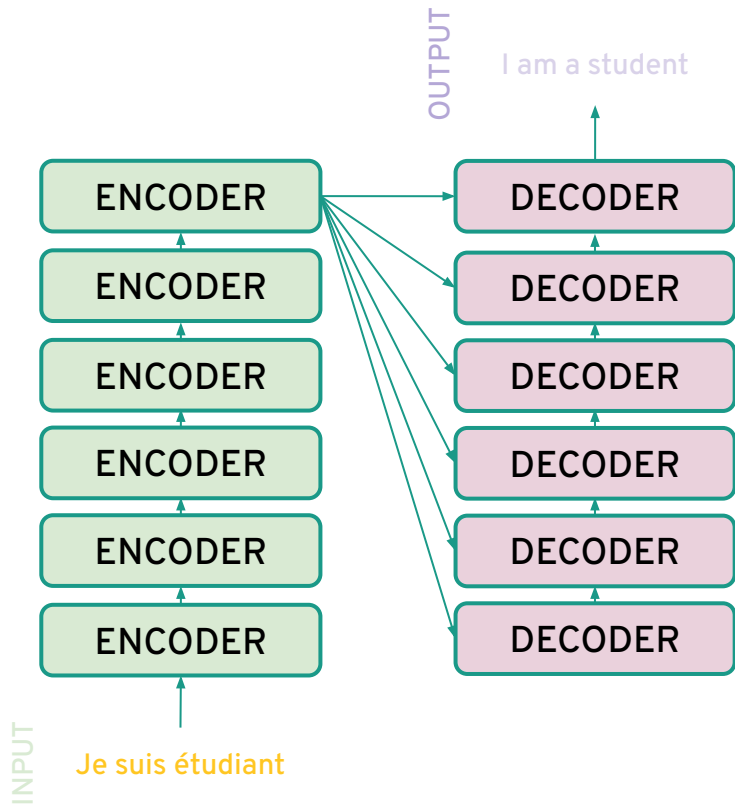 OUTPUT
I am a student
ENCODER
DECODER
ENCODER
DECODER
ENCODER
DECODER
ENCODER
DECODER
ENCODER
DECODER
ENCODER
DECODER
INPUT
Je suis étudiant